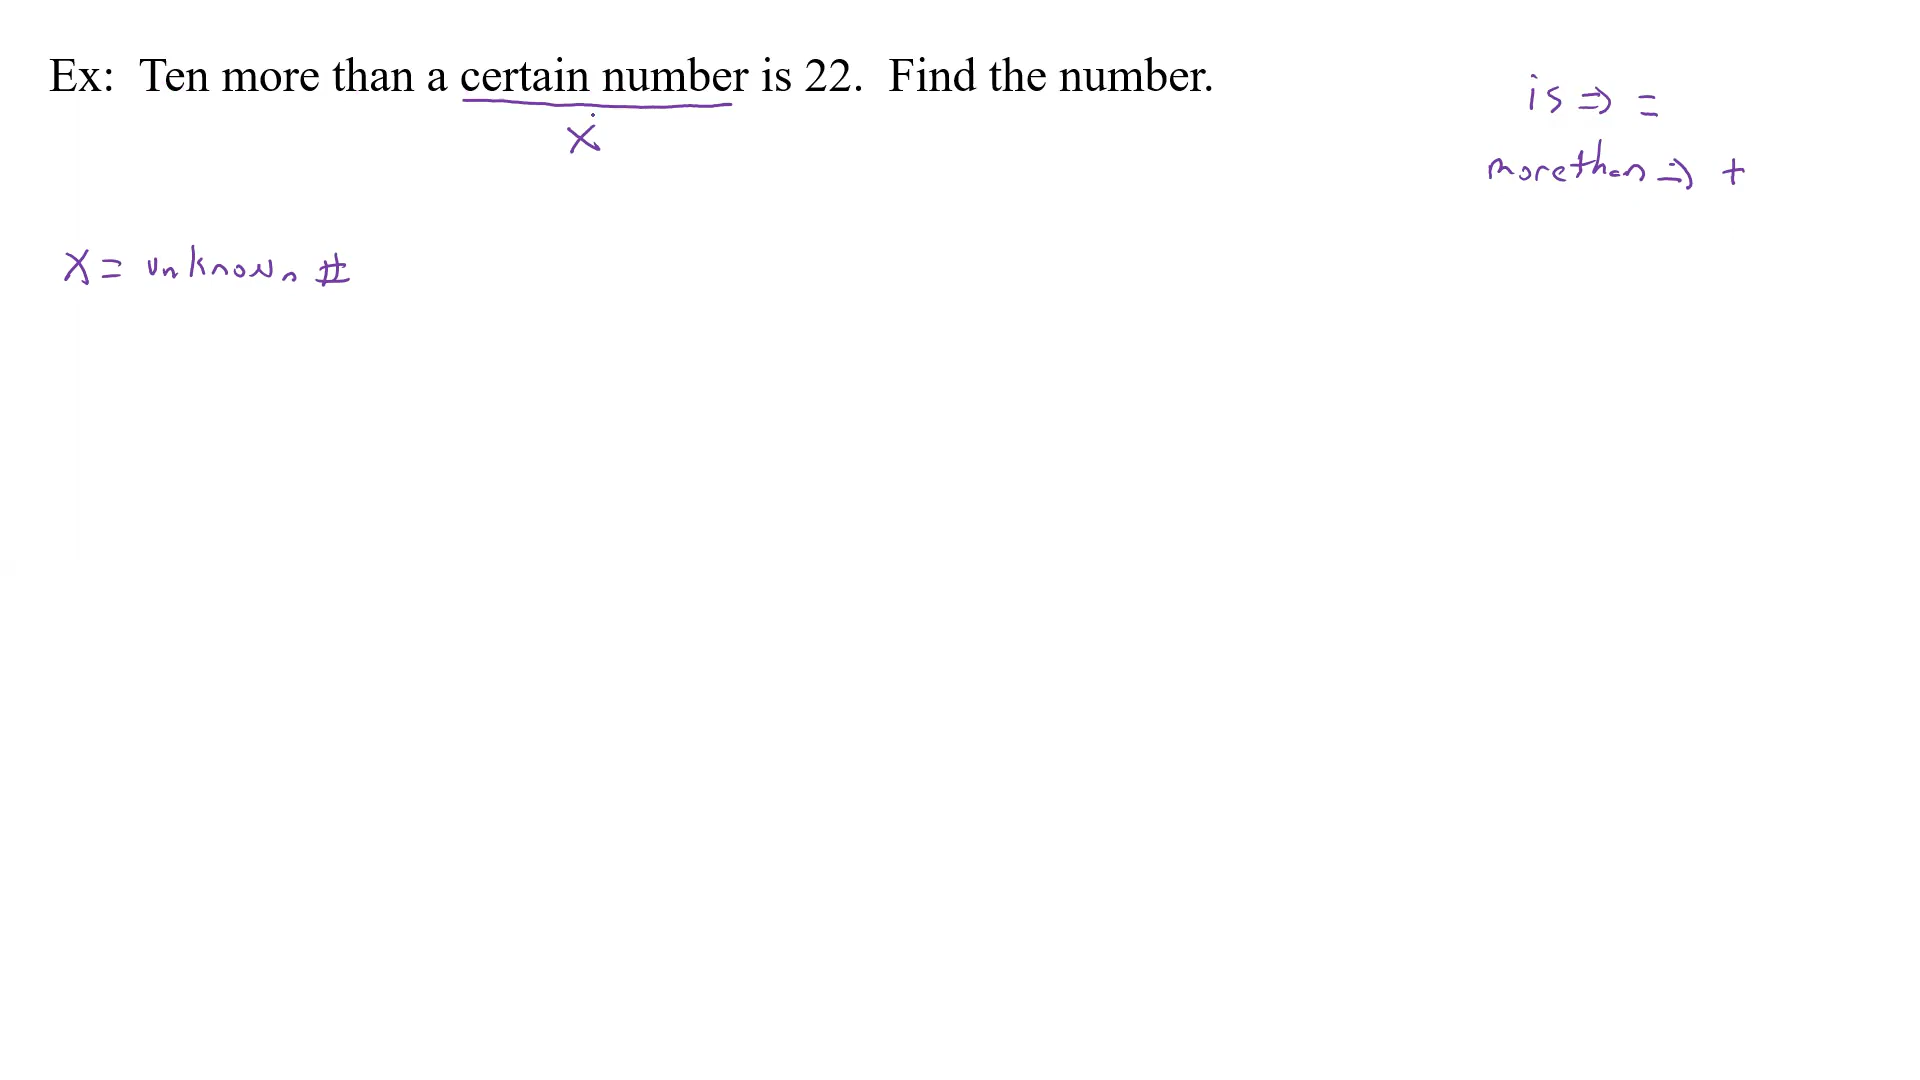 Ex:  Ten more than a certain number is 22.  Find the number.
x
is ⇒ =
more than ⇒ +
x = unknown #